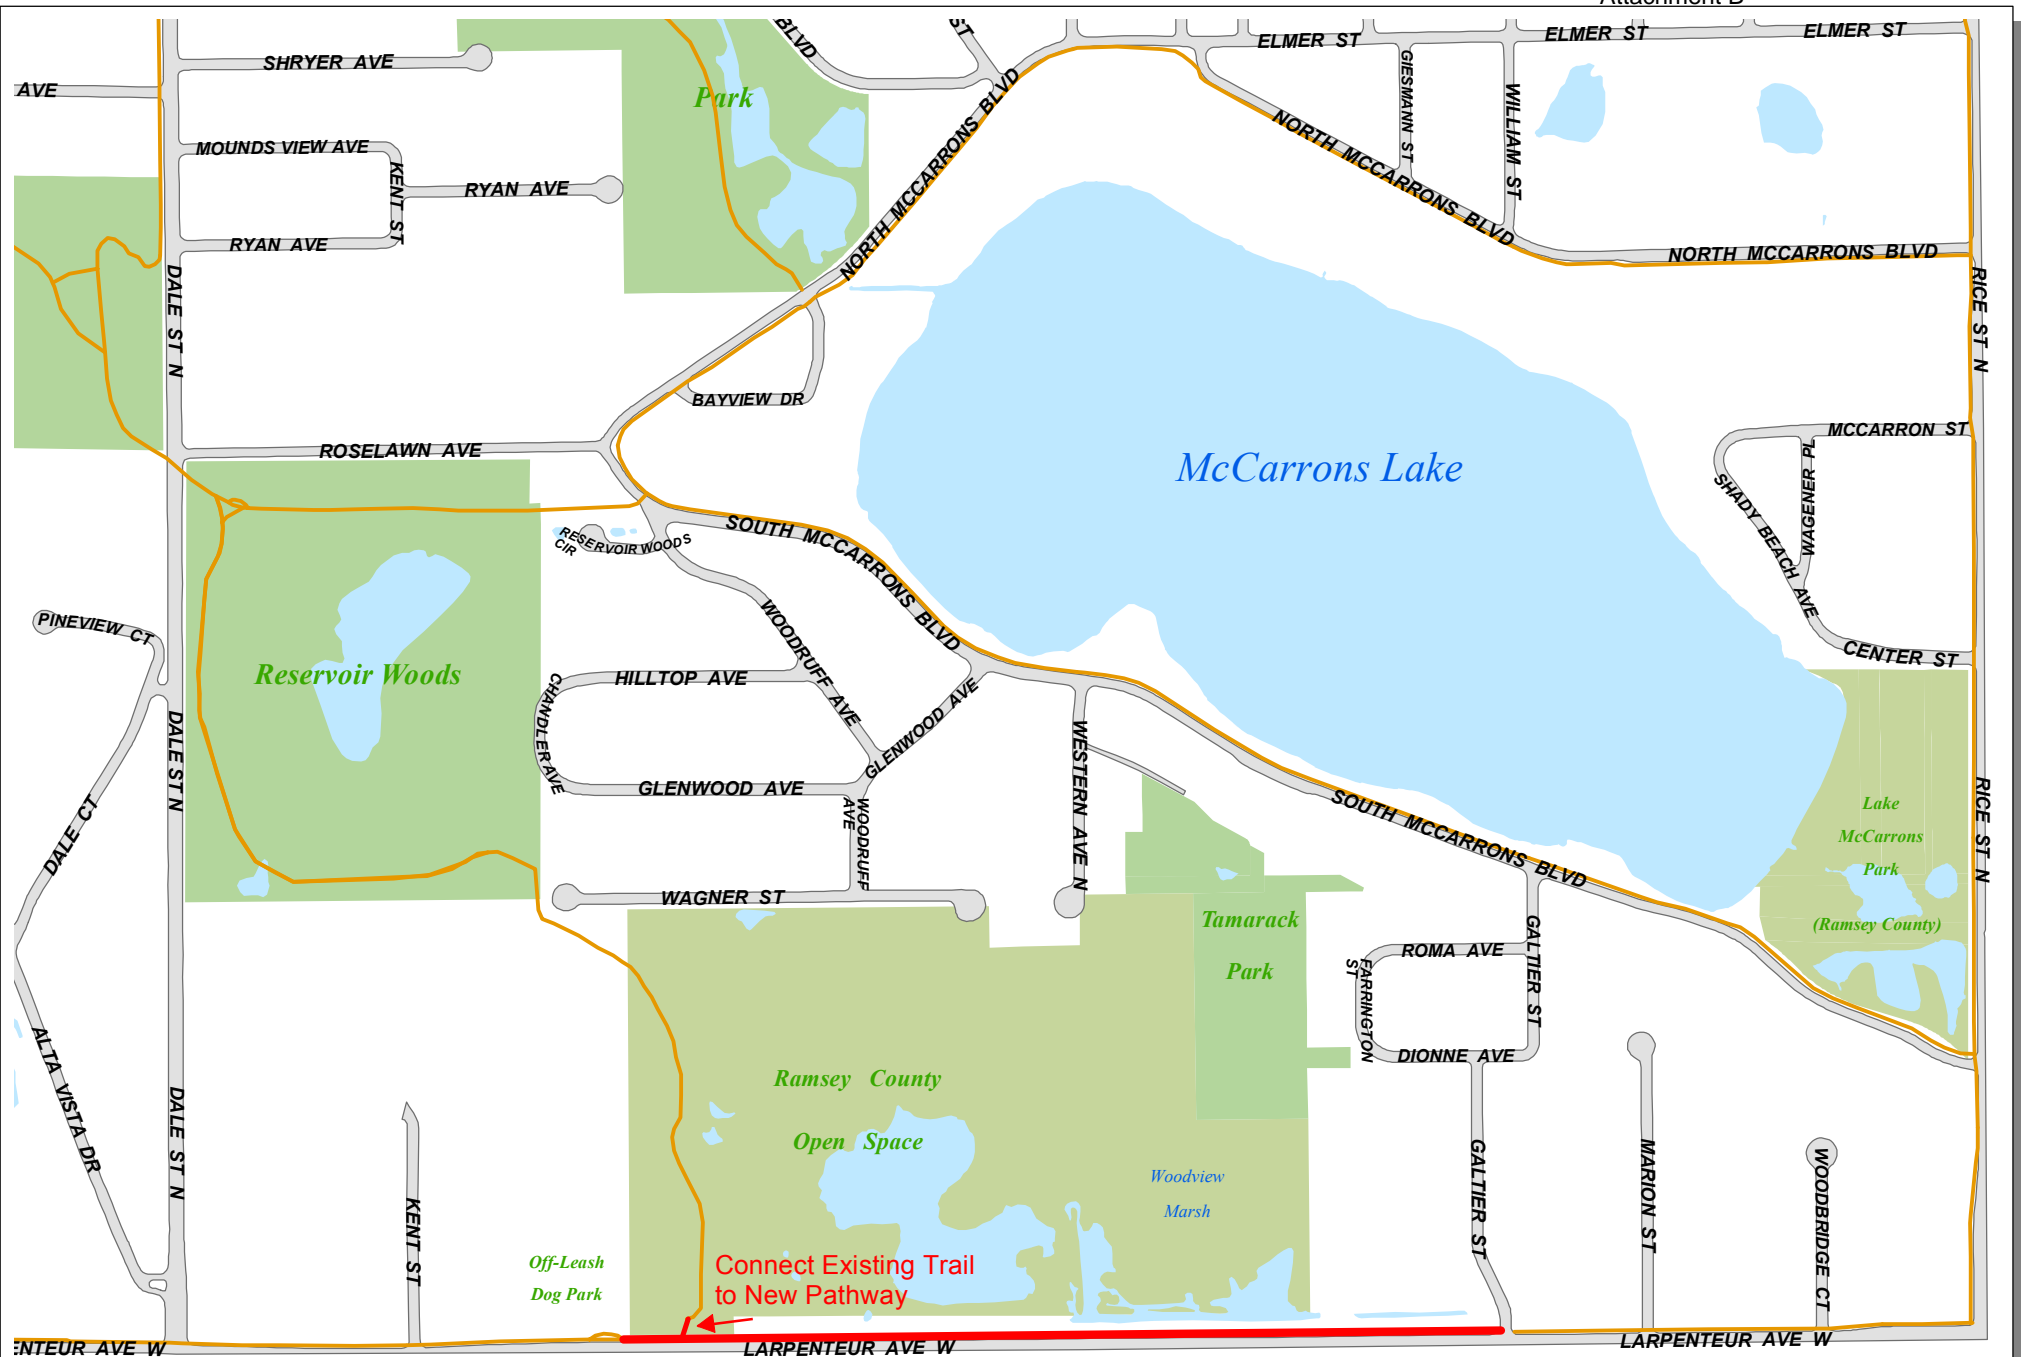 Attachment B
BLVD
ST
ELMER ST
ELMER ST
ELMER ST
SHRYER AVE
AVE
Park
GIESMANN ST
WILLIAM ST
MOUNDS VIEW AVE
KENT ST
RYAN AVE
RYAN AVE
NORTH MCCARRONS BLVD
NORTH MCCARRONS BLVD
NORTH MCCARRONS BLVD
DALE ST N
RICE ST N
BAYVIEW DR
ROSELAWN AVE
McCarrons Lake
MCCARRON ST
WAGENER PL
SHADY BEACH AVE
CENTER ST
SOUTH MCCARRONS BLVD
RESERVOIR WOODS
CIR
PINEVIEW CT
Reservoir Woods
WOODRUFF AVE
HILLTOP AVE
CHANDLER AVE
GLENWOOD AVE
GLENWOOD AVE
WESTERN AVE N
DALE ST N
DALE CT
WOODRUFF
AVE
SOUTH MCCARRONS BLVD
RICE ST N
Lake
McCarrons
Park
(Ramsey County)
WAGNER ST
Tamarack
Park
ROMA AVE
FARRINGTON
ST
GALTIER ST
DIONNE AVE
ALTA VISTA DR
DALE ST N
Ramsey County
Open Space
Woodview
Marsh
KENT ST
GALTIER ST
MARION ST
WOODBRIDGE CT
Off-Leash
Dog Park
Connect Existing Trail
to New Pathway
ENTEUR AVE W
LARPENTEUR AVE W
LARPENTEUR AVE W